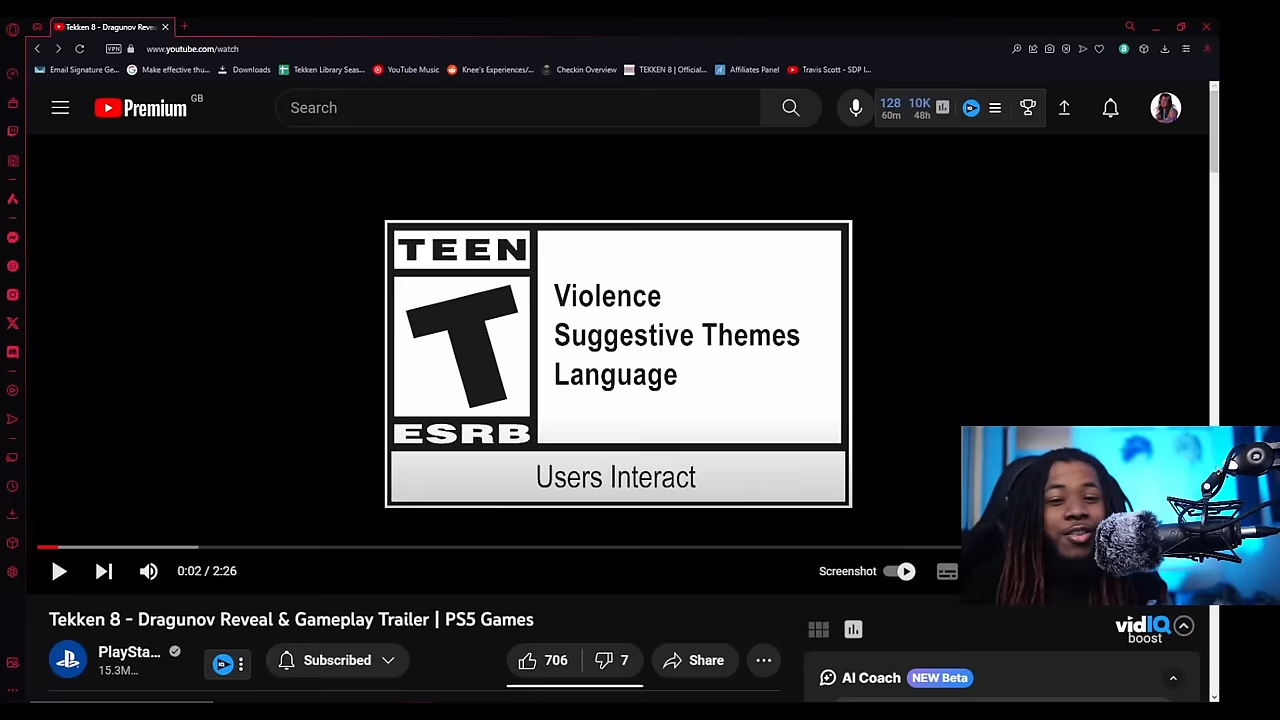 Tekken 8 - Dragunov Reve
VPN
www.youtube.com/watch
Email Signature Ge...
Make effective thu...
Downloads
Tekken Library Seas...
YouTube Music
Knee's Experiences/...
Checkin Overview
TEKKEN 8 | Official...
Affiliates Panel
Travis Scott - SDP I...
Premium GB
Search
128 10K
60m 48h
TEEN
T
ESRB
Violence
Suggestive Themes
Language
Users Interact
0:02 / 2:26
Screenshot
Tekken 8 - Dragunov Reveal & Gameplay Trailer | PS5 Games
vidIQ
boost
PlaySta...
15.3M...
Subscribed
706
7
Share
AI Coach NEW Beta